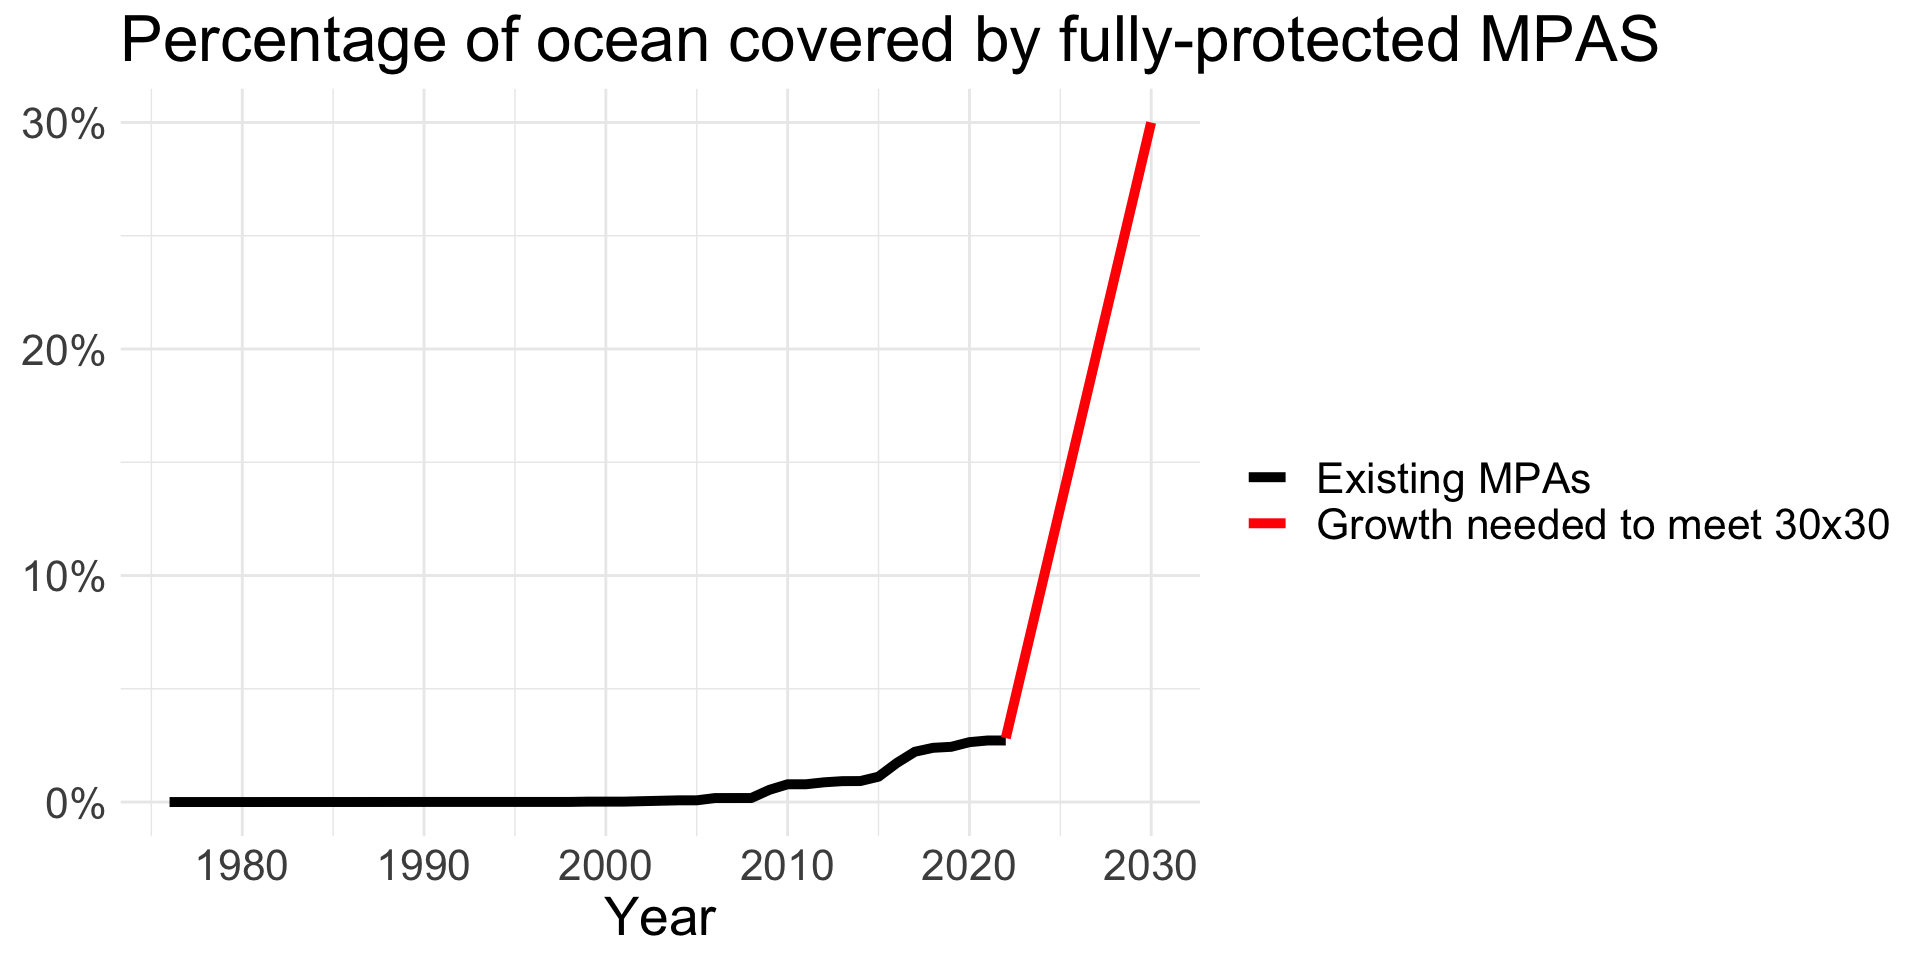 Percentage of ocean covered by fully-protected MPAS
30%
20%
10%
0%
1980 1990 2000 2010 2020 2030
Year
Existing MPAs
Growth needed to meet 30x30